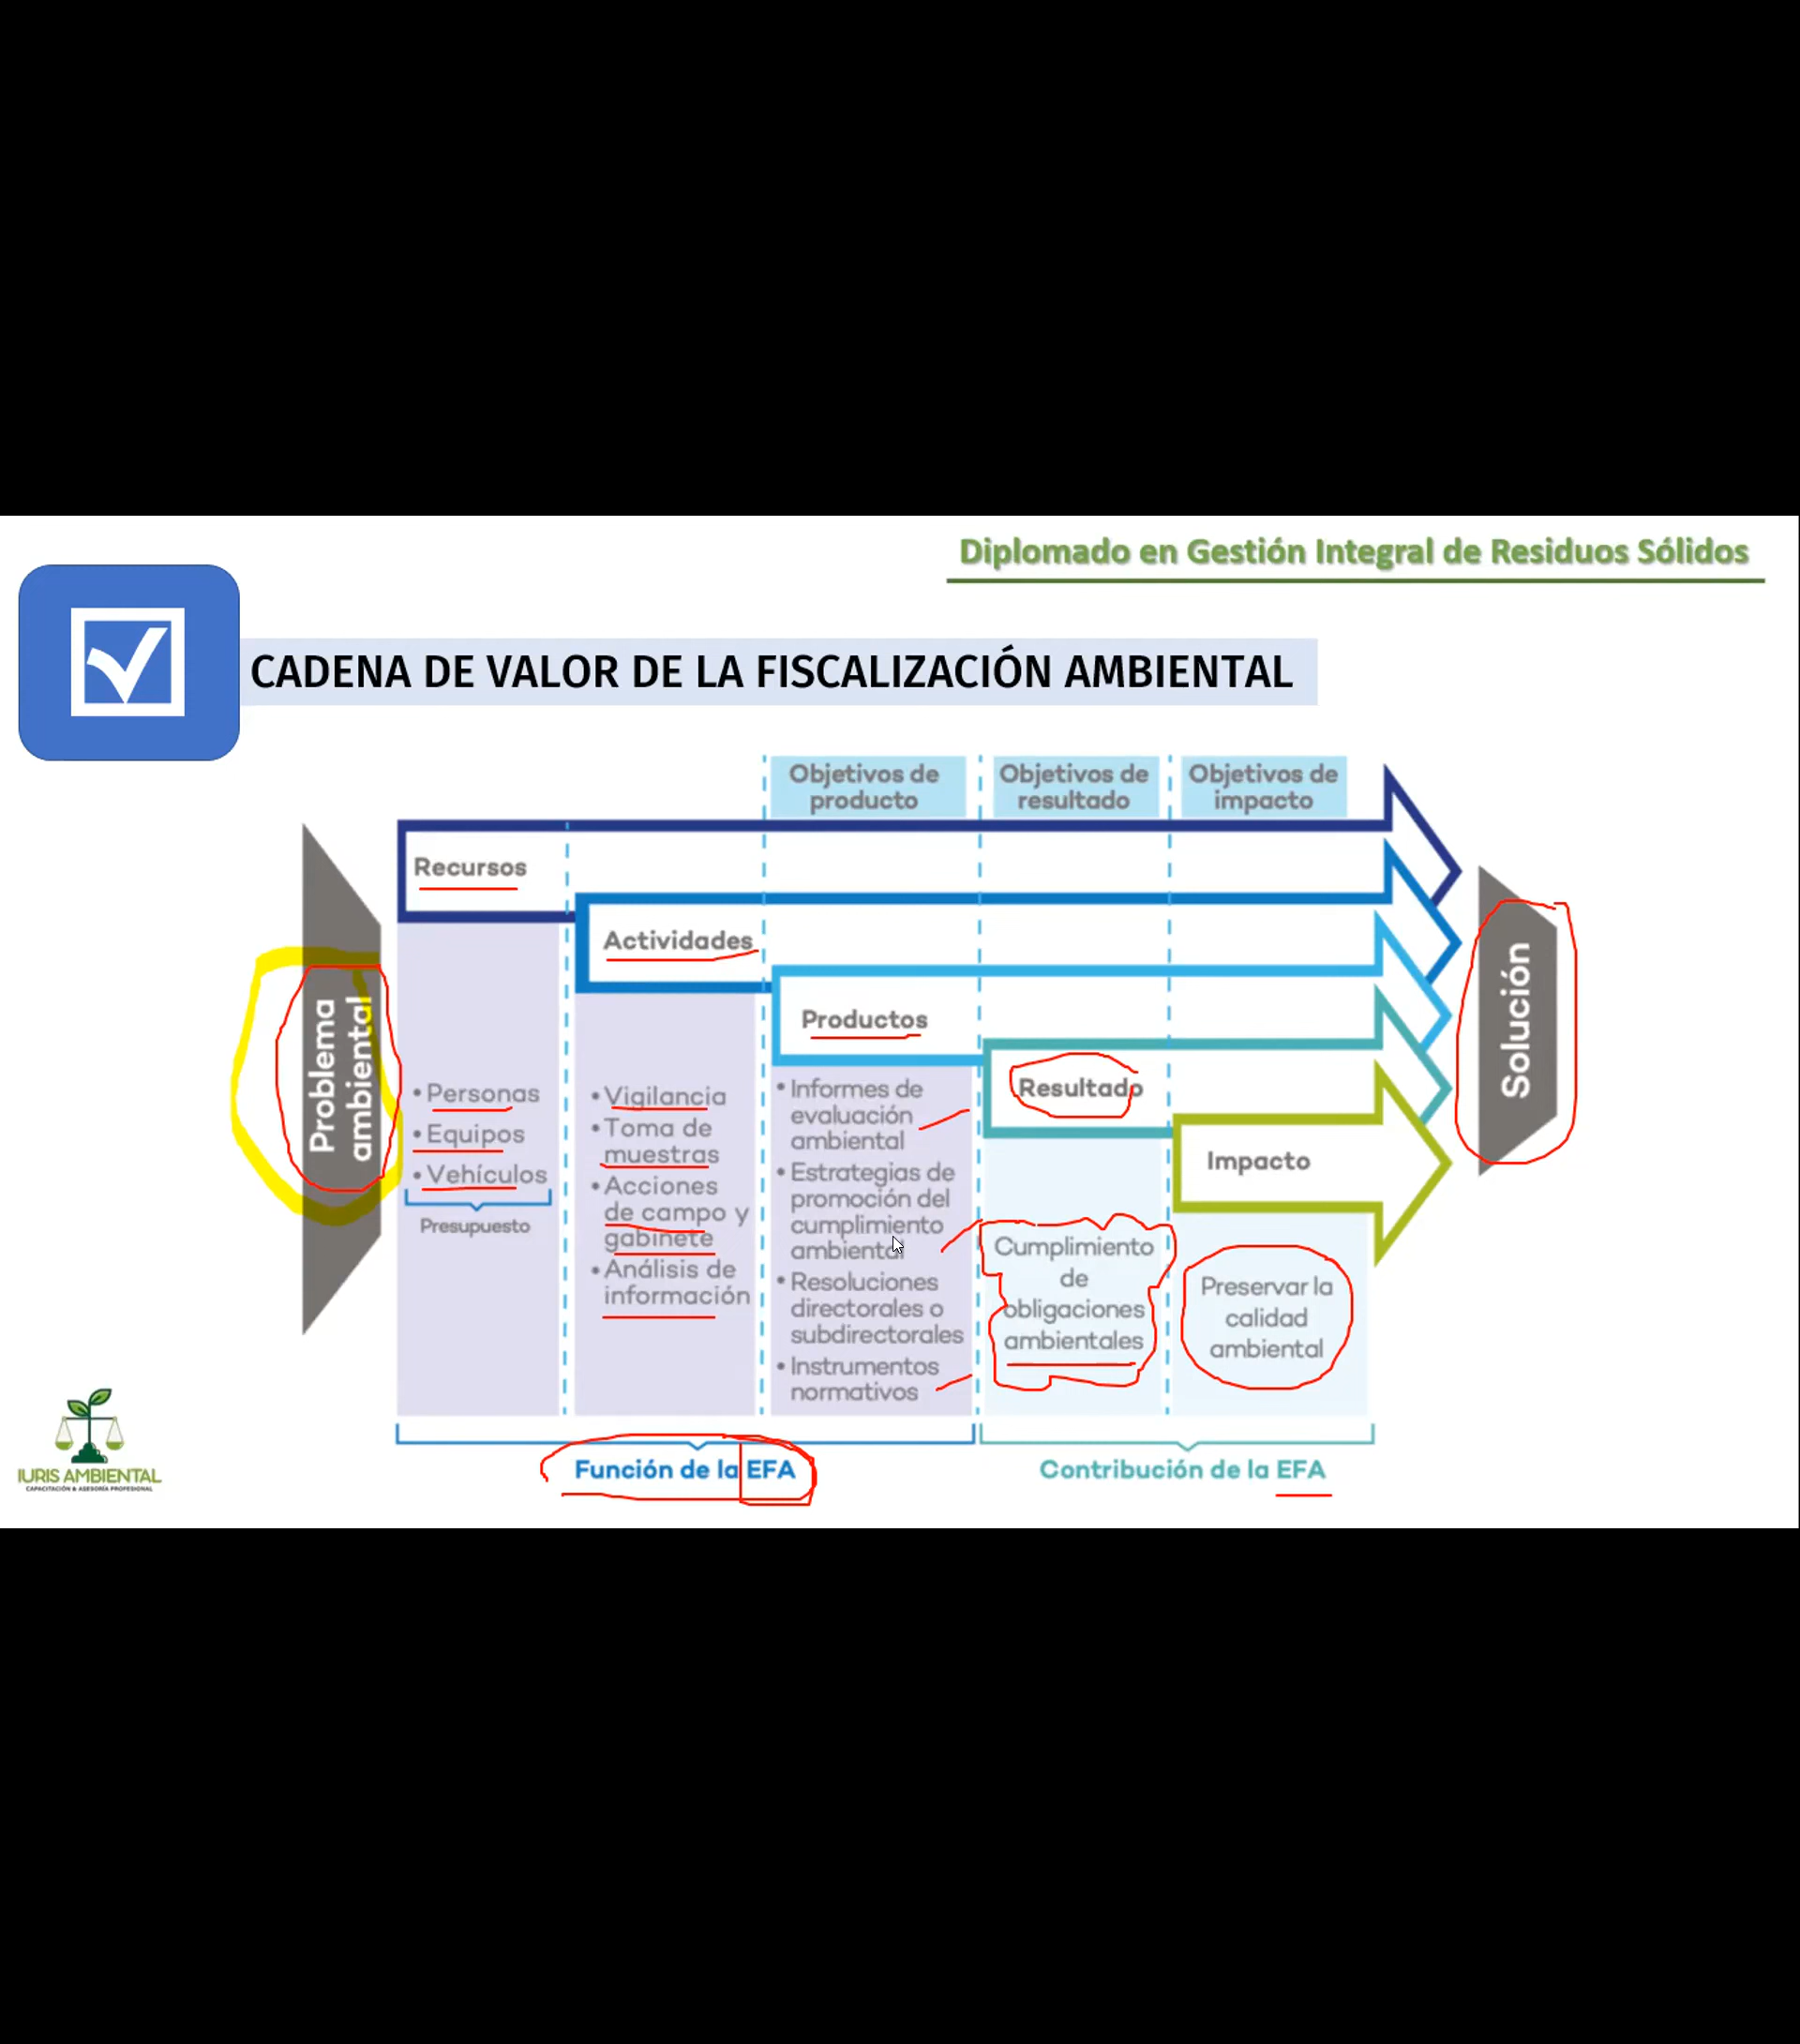 Diplomado en Gestión Integral de Residuos Sólidos
CADENA DE VALOR DE LA FISCALIZACIÓN AMBIENTAL
Objetivos de
producto
Objetivos de
resultado
Objetivos de
impacto
Problema
ambiental
Recursos
• Personas
• Equipos
• Vehículos
Presupuesto
Actividades
• Vigilancia
• Toma de
muestras
• Acciones
de campo y
gabinete
• Análisis de
información
Productos
• Informes de
evaluación
ambiental
• Estrategias de
promoción del
cumplimiento
ambiental
• Resoluciones
directorales o
subdirectorales
• Instrumentos
normativos
Resultado
Cumplimiento
de
obligaciones
ambientales
Impacto
Preservar la
calidad
ambiental
Solución
Función de la EFA
Contribución de la EFA
IURIS AMBIENTAL
CAPACITACIÓN & ASESORÍA PROFESIONAL